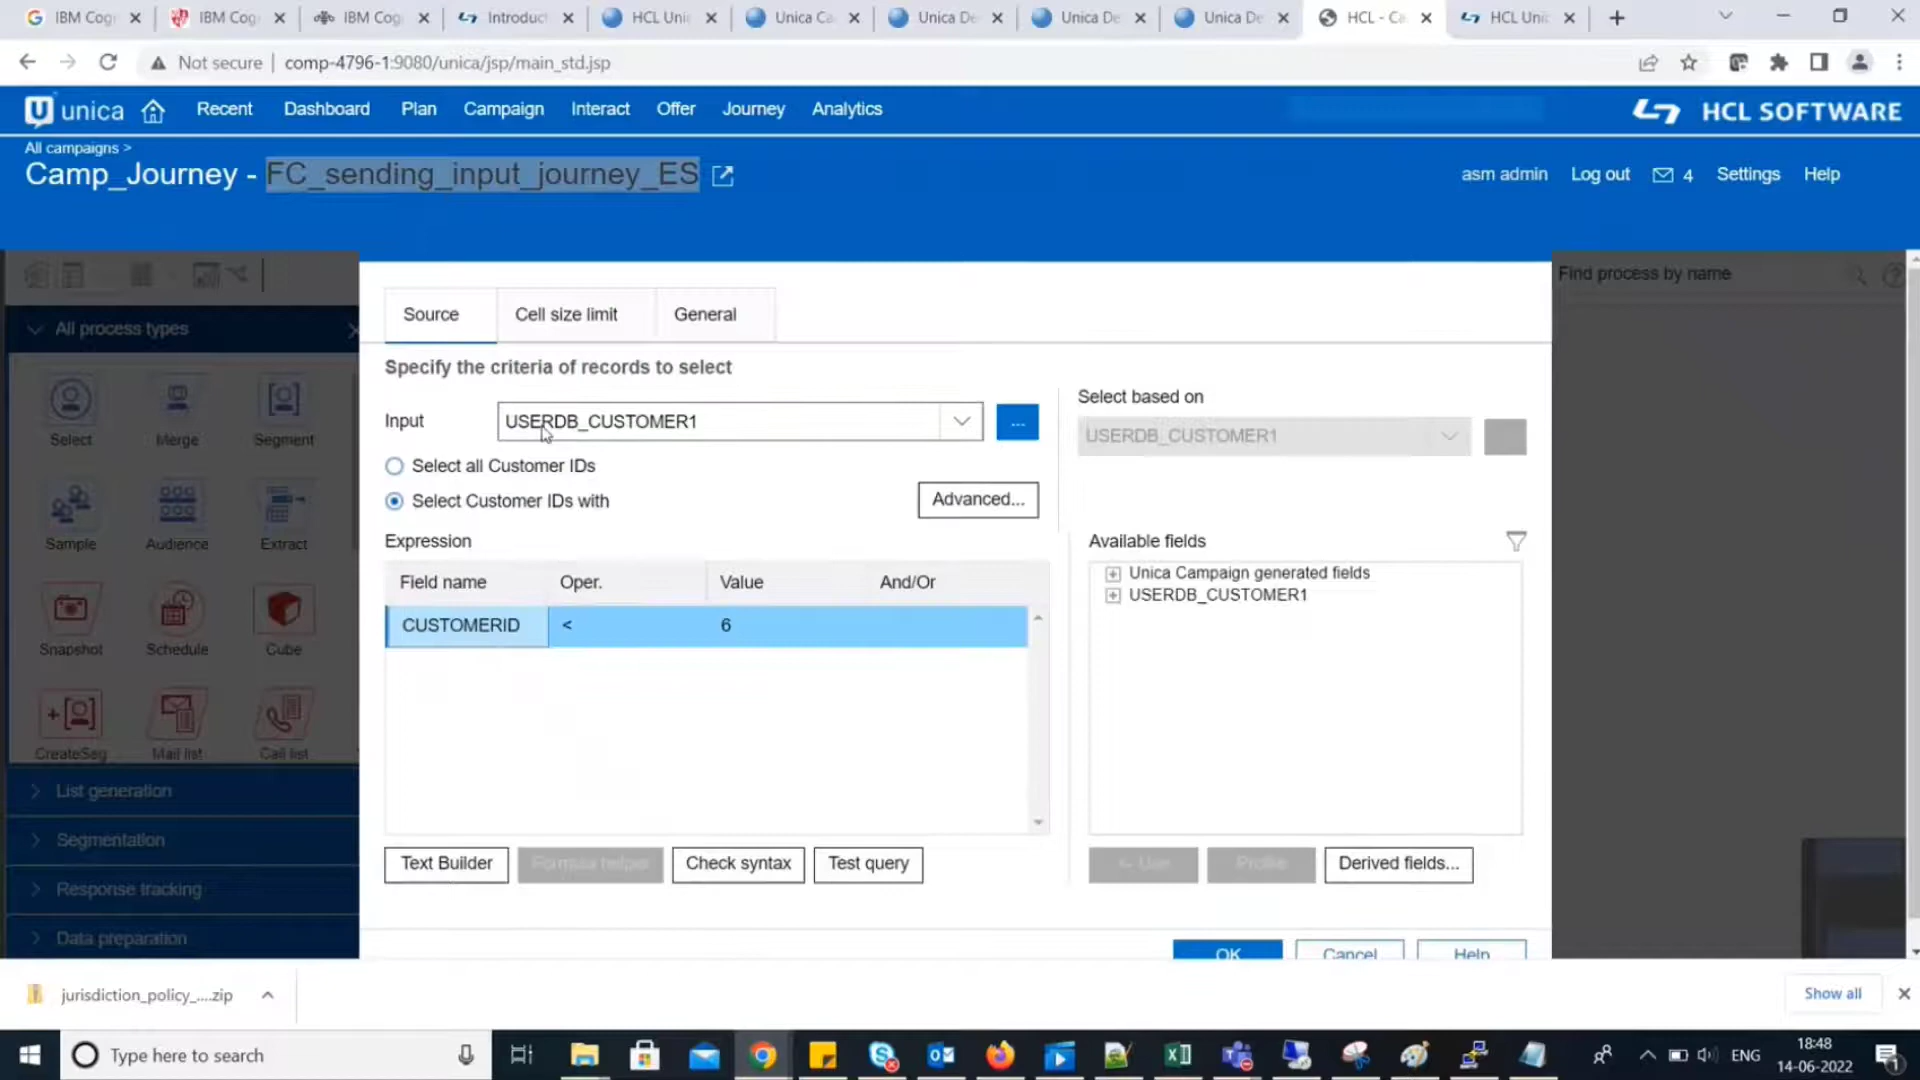 IBM Cog
IBM Cog
IBM Cog
Introduct
HCL Uni
Unica Ca
Unica De
Unica De
Unica De
HCL - Ca
HCL Uni
Not secure | comp-4796-1:9080/unica/jsp/main_std.jsp
unica
Recent
Dashboard
Plan
Campaign
Interact
Offer
Journey
Analytics
HCL SOFTWARE
All campaigns >
Camp_Journey - FC_sending_input_journey_ES
asm admin
Log out
4
Settings
Help
Find process by name
All process types
Select
Merge
Segment
Sample
Audience
Extract
Snapshot
Schedule
Cube
CreateSeg
Mail list
Call list
List generation
Segmentation
Response tracking
Data preparation
Source
Cell size limit
General
Specify the criteria of records to select
Input
USERDB_CUSTOMER1
...
Select all Customer IDs
Select Customer IDs with
Advanced...
Select based on
USERDB_CUSTOMER1
Expression
Field name
Oper.
Value
And/Or
CUSTOMERID
<
6
Available fields
Unica Campaign generated fields
USERDB_CUSTOMER1
Text Builder
Formula helper
Check syntax
Test query
<- Use
Profile
Derived fields...
OK
Cancel
Help
jurisdiction_policy_....zip
Show all
Type here to search
ENG
18:48
14-06-2022
1